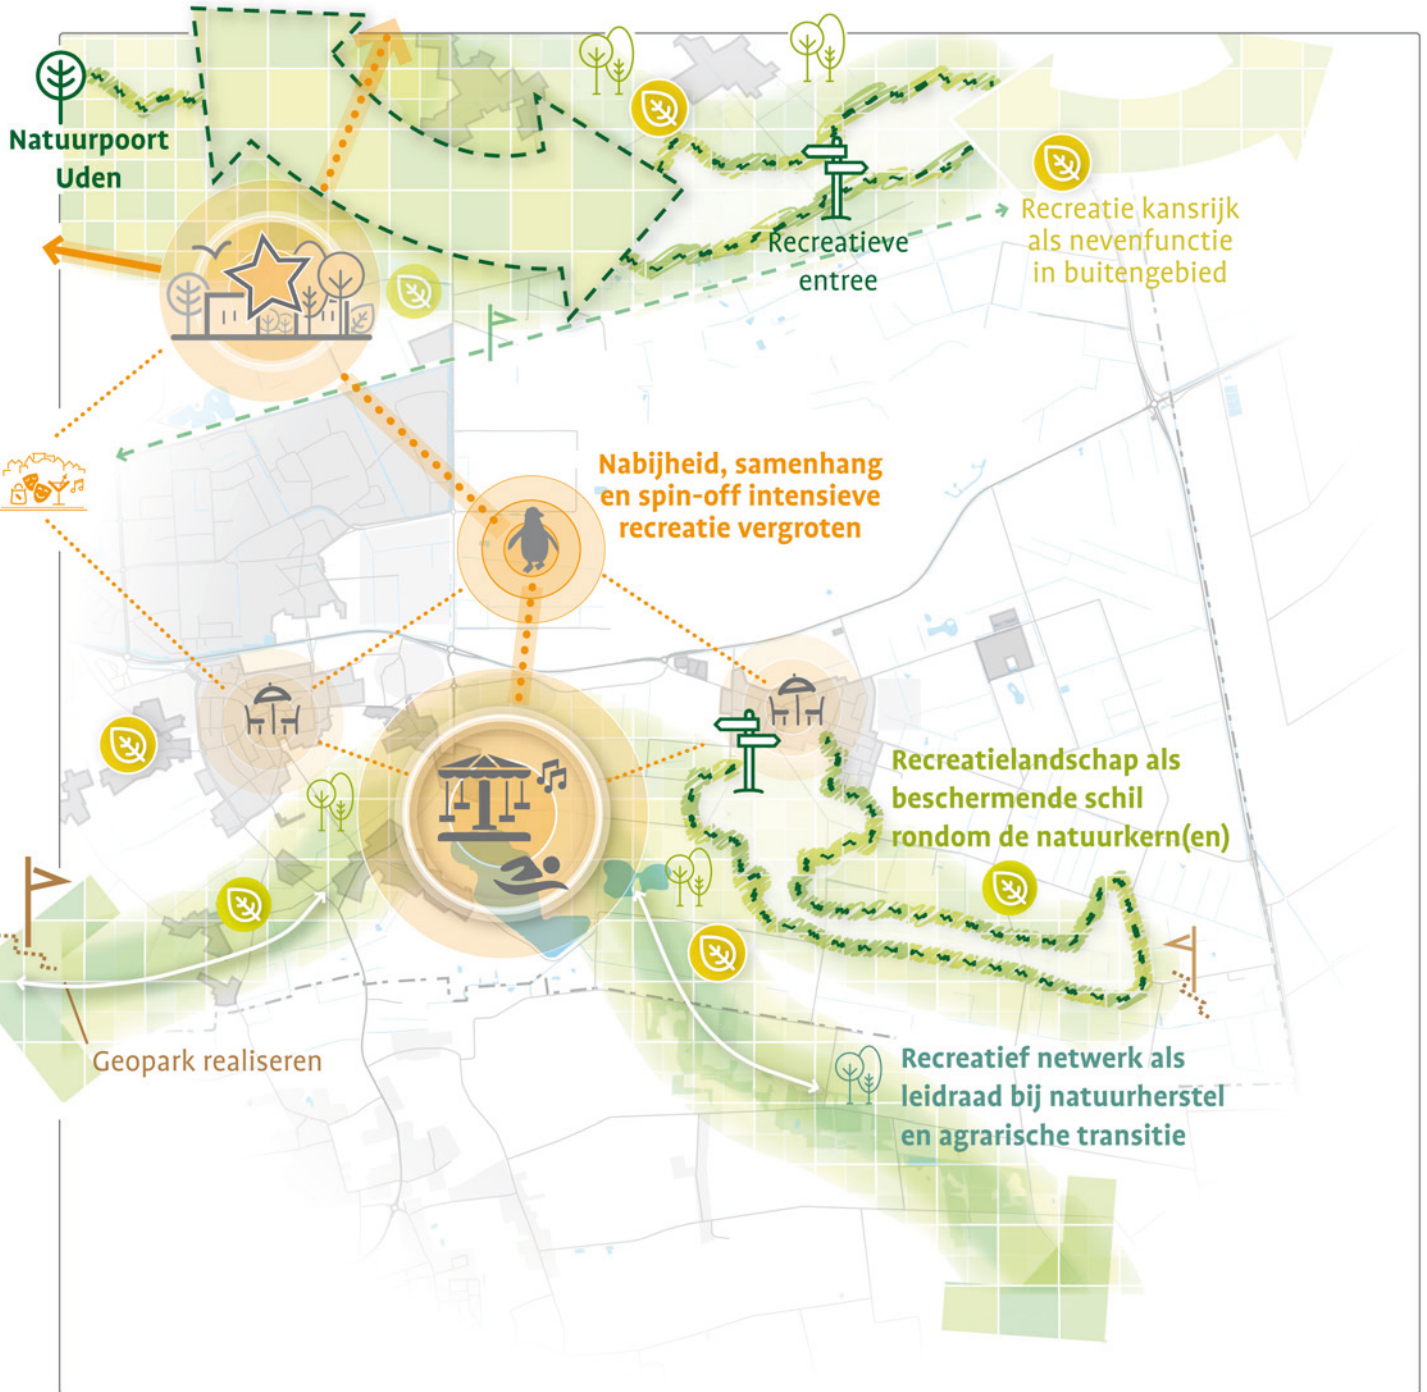 Natuurpoort
Uden
Recreatieve
entree
Recreatie kansrijk
als nevenfunctie
in buitengebied
Nabijheid, samenhang
en spin-off intensieve
recreatie vergroten
Recreatielandschap als
beschermende schil
rondom de natuurkern(en)
Geopark realiseren
Recreatief netwerk als
leidraad bij natuurherstel
en agrarische transitie